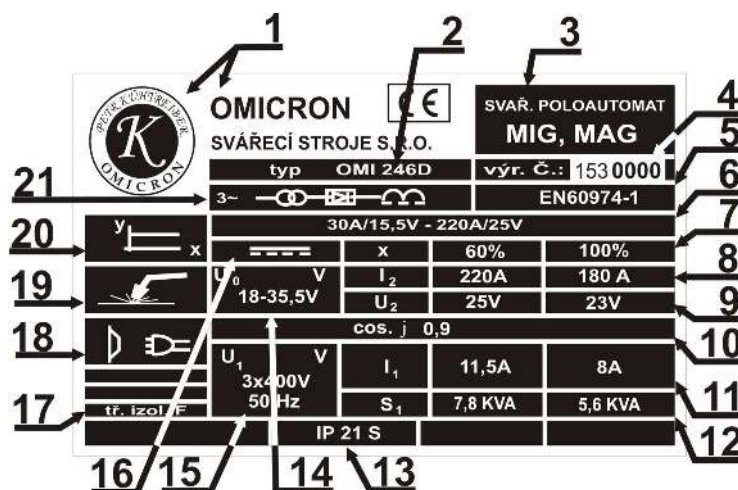 1
2
3
4
5
6
7
8
9
10
11
12
13
14
15
16
17
18
19
20
21
PETR KÜHTREIBER
K
OMICRON
OMICRON
SVÁŘECÍ STROJE S.R.O.
CE
SVAŘ. POLOAUTOMAT
MIG, MAG
typ OMI 246D
výr. Č.: 153 0000
3~
EN60974-1
30A/15,5V - 220A/25V
y
x
x 60% 100%
U0 V
18-35,5V
I2 220A 180 A
U2 25V 23V
cos. j 0,9
U1 V
3x400V
50 Hz
I1 11,5A 8A
S1 7,8 KVA 5,6 KVA
tř. izol. F
IP 21 S